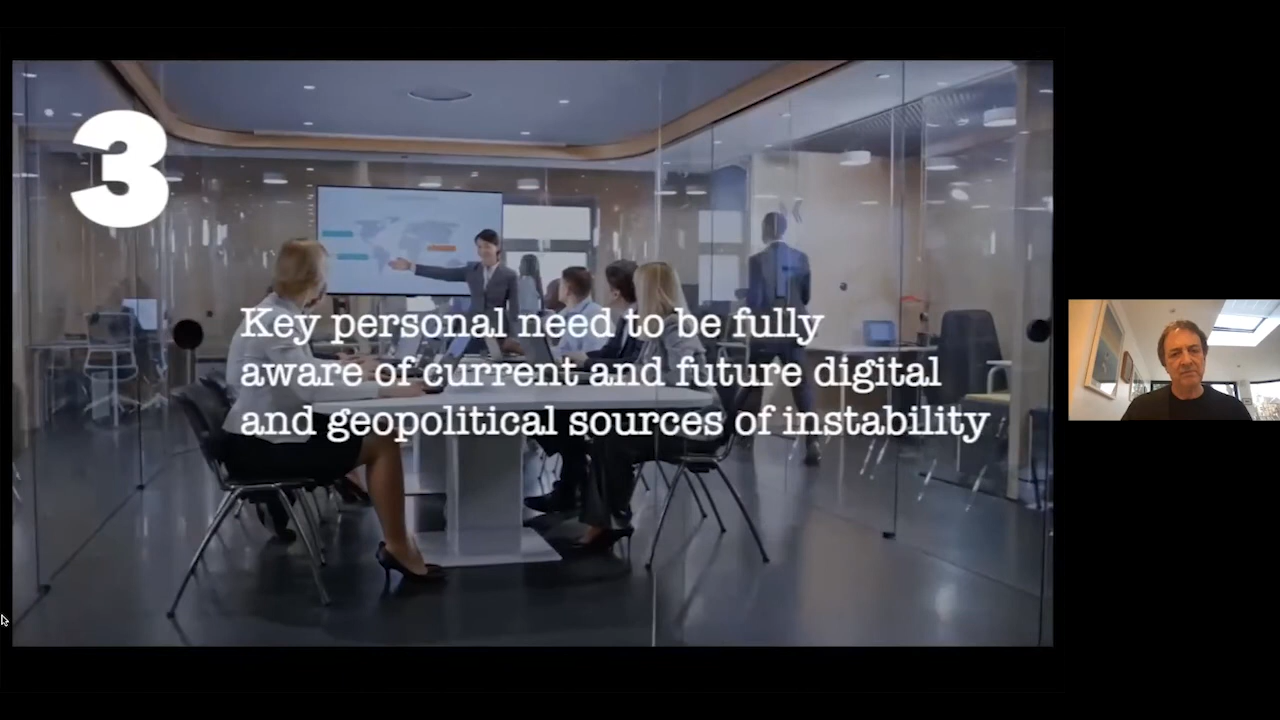 3
Key personal need to be fully
aware of current and future digital
and geopolitical sources of instability